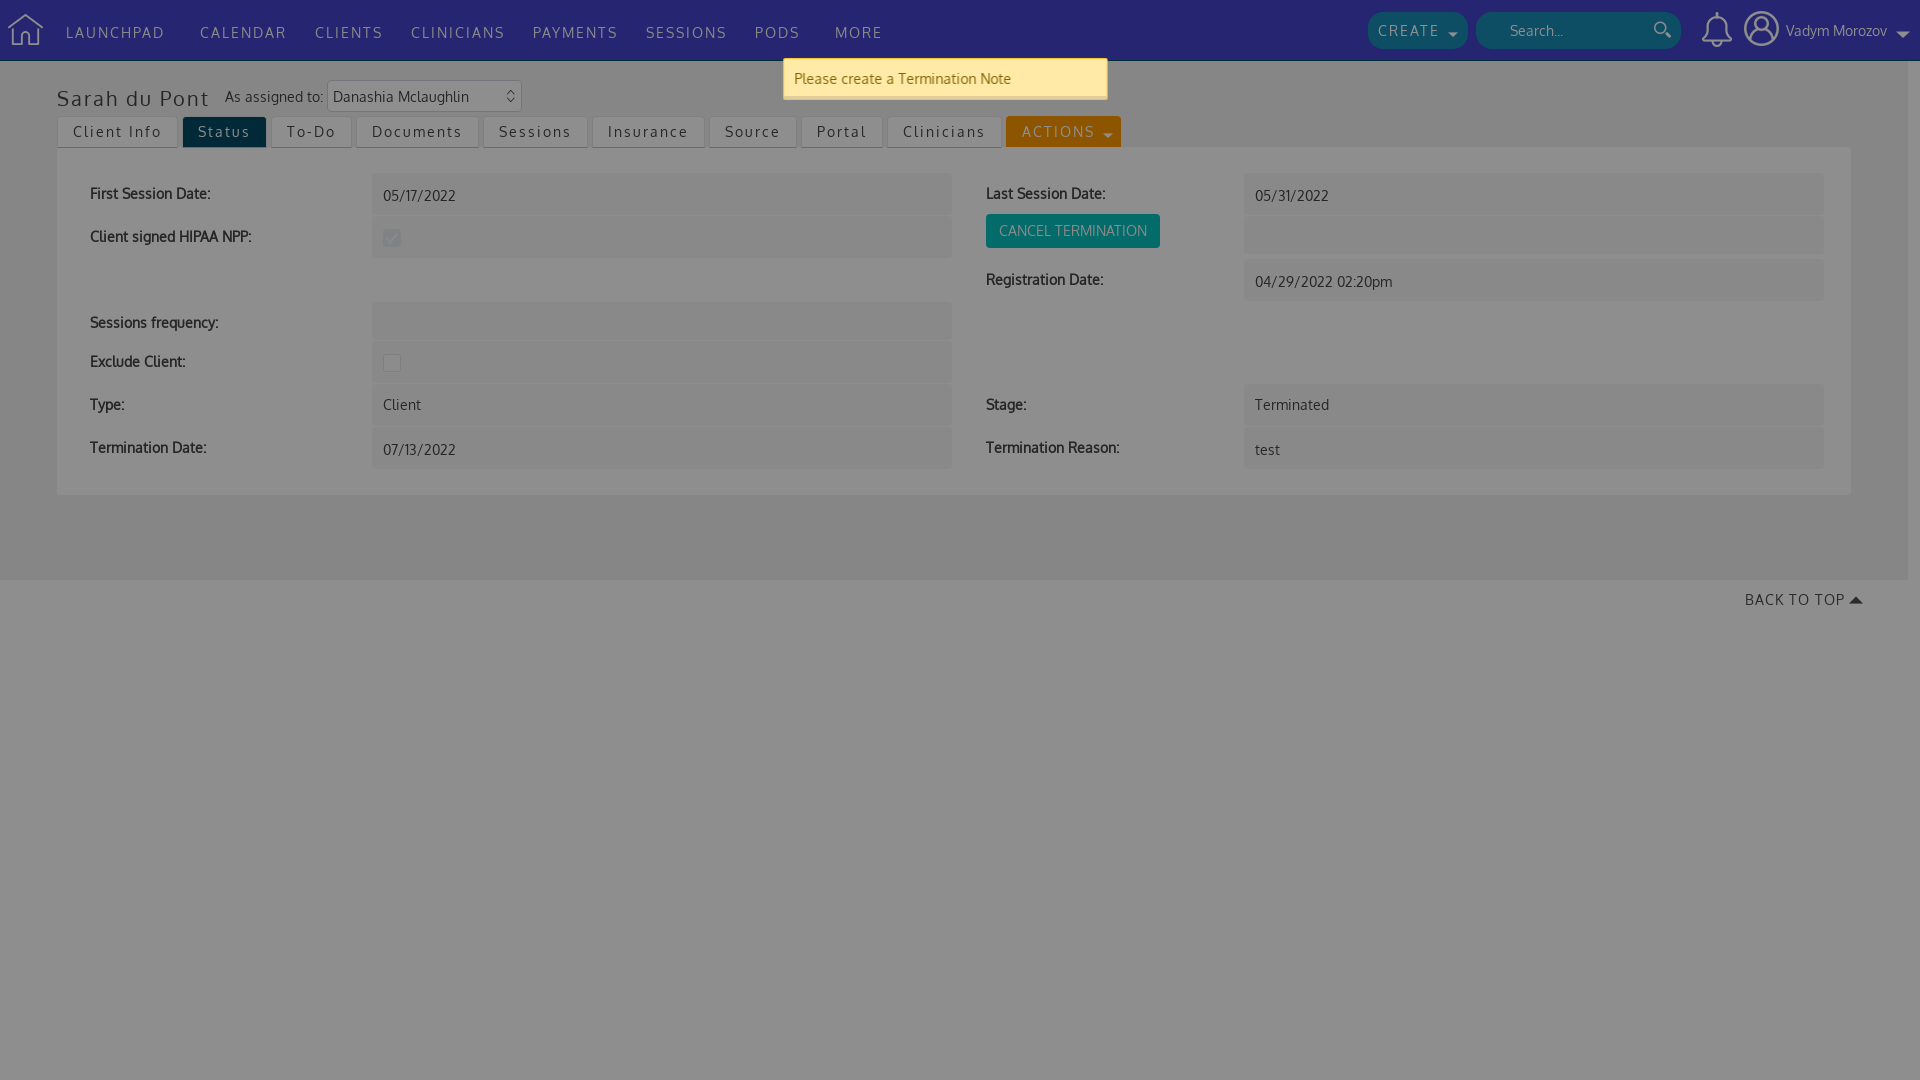 LAUNCHPAD CALENDAR CLIENTS CLINICIANS PAYMENTS SESSIONS PODS MORE CREATE Search... Vadym Morozov
Please create a Termination Note
Sarah du Pont As assigned to: Danashia Mclaughlin
Client Info Status To-Do Documents Sessions Insurance Source Portal Clinicians ACTIONS
First Session Date: 05/17/2022 Last Session Date: 05/31/2022
Client signed HIPAA NPP: CANCEL TERMINATION
Registration Date: 04/29/2022 02:20pm
Sessions frequency:
Exclude Client:
Type: Client Stage: Terminated
Termination Date: 07/13/2022 Termination Reason: test
BACK TO TOP